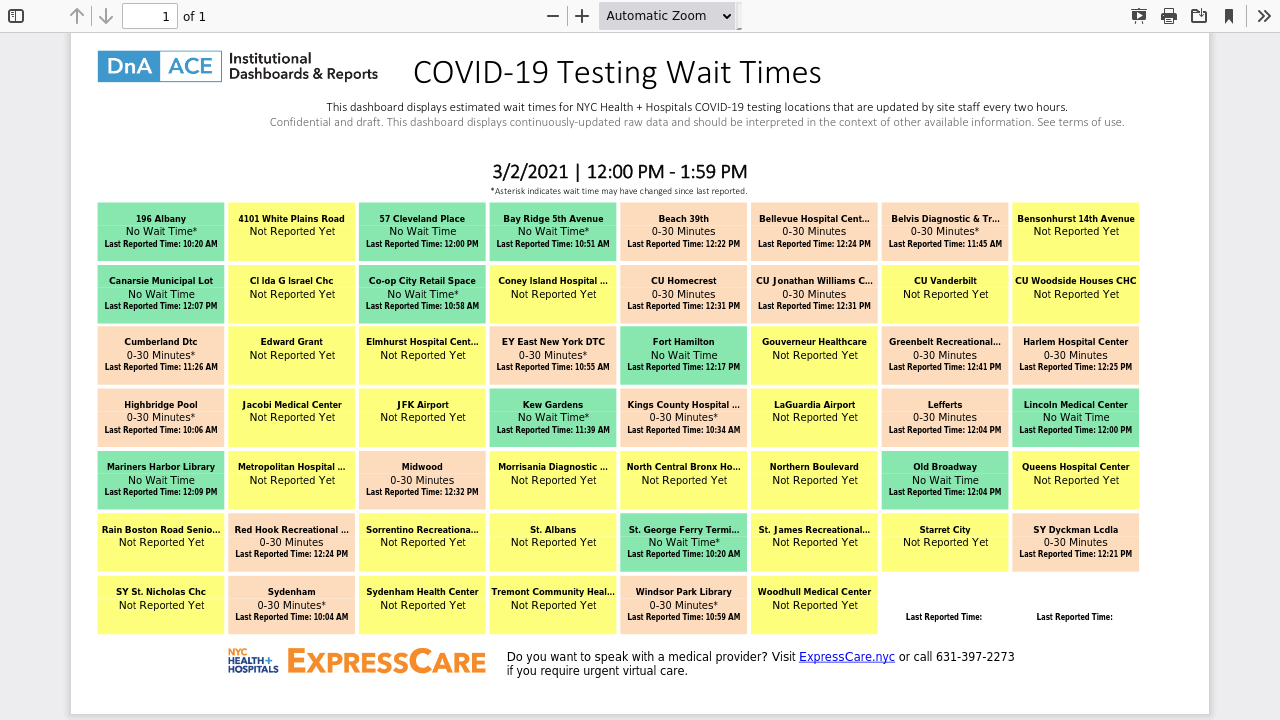 1 of 1 Automatic Zoom
DnA ACE Institutional
Dashboards & Reports
COVID-19 Testing Wait Times
This dashboard displays estimated wait times for NYC Health + Hospitals COVID-19 testing locations that are updated by site staff every two hours.
Confidential and draft. This dashboard displays continuously-updated raw data and should be interpreted in the context of other available information. See terms of use.
3/2/2021 | 12:00 PM - 1:59 PM
*Asterisk indicates wait time may have changed since last reported.
196 Albany
No Wait Time*
Last Reported Time: 10:20 AM
4101 White Plains Road
Not Reported Yet
57 Cleveland Place
No Wait Time
Last Reported Time: 12:00 PM
Bay Ridge 5th Avenue
No Wait Time*
Last Reported Time: 10:51 AM
Beach 39th
0-30 Minutes
Last Reported Time: 12:22 PM
Bellevue Hospital Cent...
0-30 Minutes
Last Reported Time: 12:24 PM
Belvis Diagnostic & Tr...
0-30 Minutes*
Last Reported Time: 11:45 AM
Bensonhurst 14th Avenue
Not Reported Yet
Canarsie Municipal Lot
No Wait Time
Last Reported Time: 12:07 PM
Cl Ida G Israel Chc
Not Reported Yet
Co-op City Retail Space
No Wait Time*
Last Reported Time: 10:58 AM
Coney Island Hospital ...
Not Reported Yet
CU Homecrest
0-30 Minutes
Last Reported Time: 12:31 PM
CU Jonathan Williams C...
0-30 Minutes
Last Reported Time: 12:31 PM
CU Vanderbilt
Not Reported Yet
CU Woodside Houses CHC
Not Reported Yet
Cumberland Dtc
0-30 Minutes*
Last Reported Time: 11:26 AM
Edward Grant
Not Reported Yet
Elmhurst Hospital Cent...
Not Reported Yet
EY East New York DTC
0-30 Minutes*
Last Reported Time: 10:55 AM
Fort Hamilton
No Wait Time
Last Reported Time: 12:17 PM
Gouverneur Healthcare
Not Reported Yet
Greenbelt Recreational...
0-30 Minutes
Last Reported Time: 12:41 PM
Harlem Hospital Center
0-30 Minutes
Last Reported Time: 12:25 PM
Highbridge Pool
0-30 Minutes*
Last Reported Time: 10:06 AM
Jacobi Medical Center
Not Reported Yet
JFK Airport
Not Reported Yet
Kew Gardens
No Wait Time*
Last Reported Time: 11:39 AM
Kings County Hospital ...
0-30 Minutes*
Last Reported Time: 10:34 AM
LaGuardia Airport
Not Reported Yet
Lefferts
0-30 Minutes
Last Reported Time: 12:04 PM
Lincoln Medical Center
No Wait Time
Last Reported Time: 12:00 PM
Mariners Harbor Library
No Wait Time
Last Reported Time: 12:09 PM
Metropolitan Hospital ...
Not Reported Yet
Midwood
0-30 Minutes
Last Reported Time: 12:32 PM
Morrisania Diagnostic ...
Not Reported Yet
North Central Bronx Ho...
Not Reported Yet
Northern Boulevard
Not Reported Yet
Old Broadway
No Wait Time
Last Reported Time: 12:04 PM
Queens Hospital Center
Not Reported Yet
Rain Boston Road Senio...
Not Reported Yet
Red Hook Recreational ...
0-30 Minutes
Last Reported Time: 12:24 PM
Sorrentino Recreationa...
Not Reported Yet
St. Albans
Not Reported Yet
St. George Ferry Termi...
No Wait Time*
Last Reported Time: 10:20 AM
St. James Recreational...
Not Reported Yet
Starret City
Not Reported Yet
SY Dyckman Lcdla
0-30 Minutes
Last Reported Time: 12:21 PM
SY St. Nicholas Chc
Not Reported Yet
Sydenham
0-30 Minutes*
Last Reported Time: 10:04 AM
Sydenham Health Center
Not Reported Yet
Tremont Community Heal...
Not Reported Yet
Windsor Park Library
0-30 Minutes*
Last Reported Time: 10:59 AM
Woodhull Medical Center
Not Reported Yet
Last Reported Time:
Last Reported Time:
NYC
HEALTH+
HOSPITALS
EXPRESSCARE
Do you want to speak with a medical provider? Visit ExpressCare.nyc or call 631-397-2273
if you require urgent virtual care.